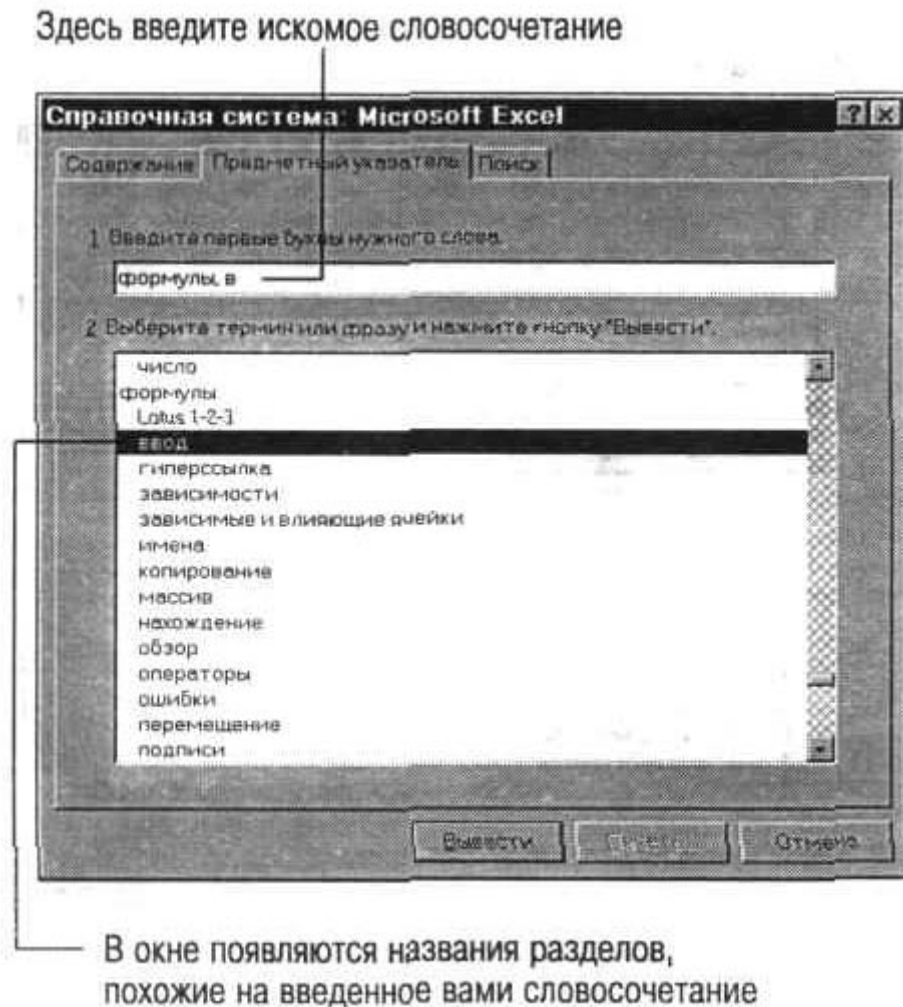 Здесь введите искомое словосочетание
Справочная система: Microsoft Excel
Содержание Предметный указатель Поиск
1 Введите первые буквы нужного слова.
формулы, в
2 Выберите термин или фразу и нажмите кнопку "Вывести".
число
формулы
Lotus 1-2-3
ввод
гиперссылка
зависимости
зависимые и влияющие ячейки
имена
копирование
массив
нахождение
обзор
операторы
ошибки
перемещение
подписи
Вывести Отмена
В окне появляются названия разделов,
похожие на введенное вами словосочетание